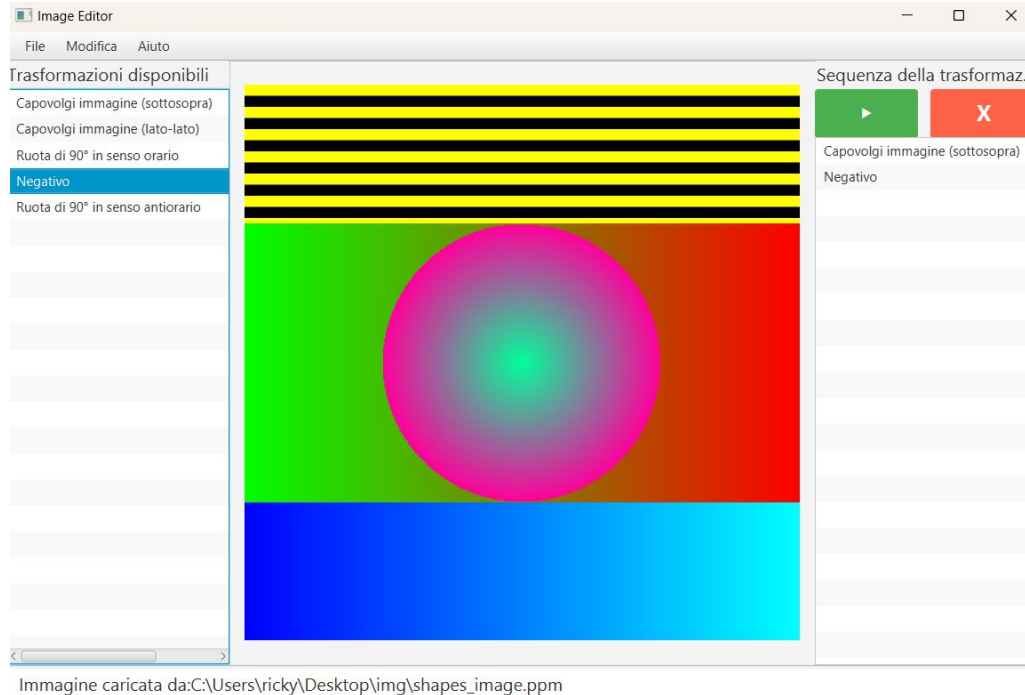 Image Editor
File Modifica Aiuto
Trasformazioni disponibili
Capovolgi immagine (sottosopra)
Capovolgi immagine (lato-lato)
Ruota di 90° in senso orario
Negativo
Ruota di 90° in senso antiorario
Sequenza della trasformaz.
X
Capovolgi immagine (sottosopra)
Negativo
Immagine caricata da:C:\Users\ricky\Desktop\img\shapes_image.ppm